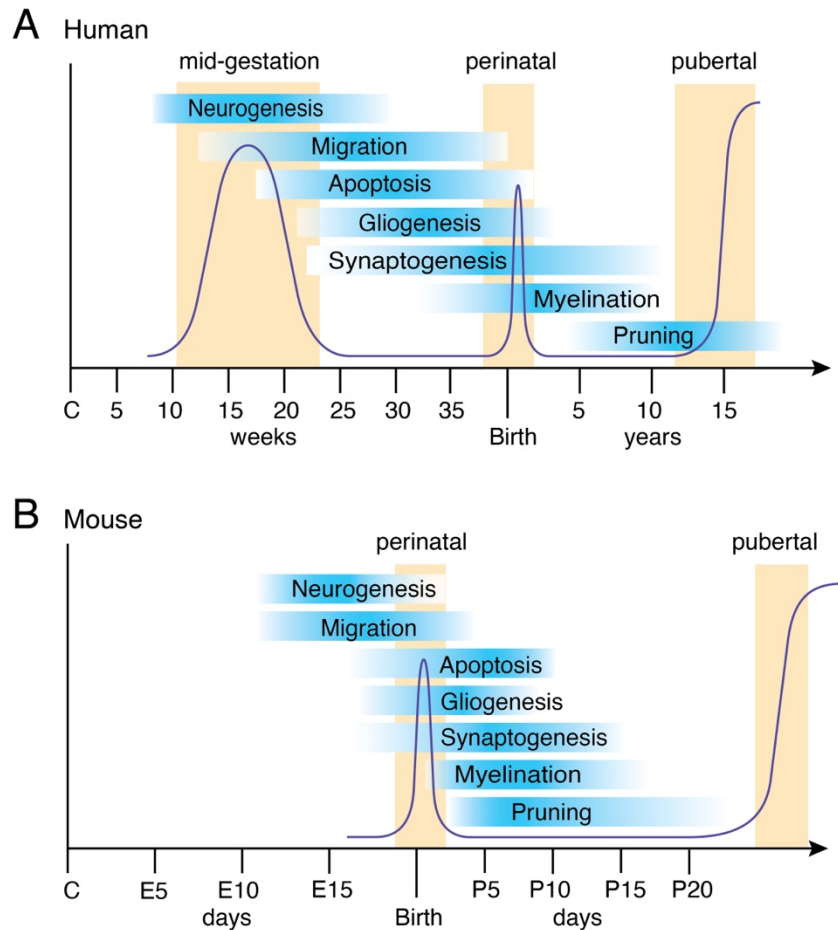 A Human
mid-gestation perinatal pubertal
Neurogenesis
Migration
Apoptosis
Gliogenesis
Synaptogenesis
Myelination
Pruning
C 5 10 15 20 25 30 35 5 10 15
weeks Birth years
B Mouse
perinatal pubertal
Neurogenesis
Migration
Apoptosis
Gliogenesis
Synaptogenesis
Myelination
Pruning
C E5 E10 E15 P5 P10 P15 P20
days Birth days